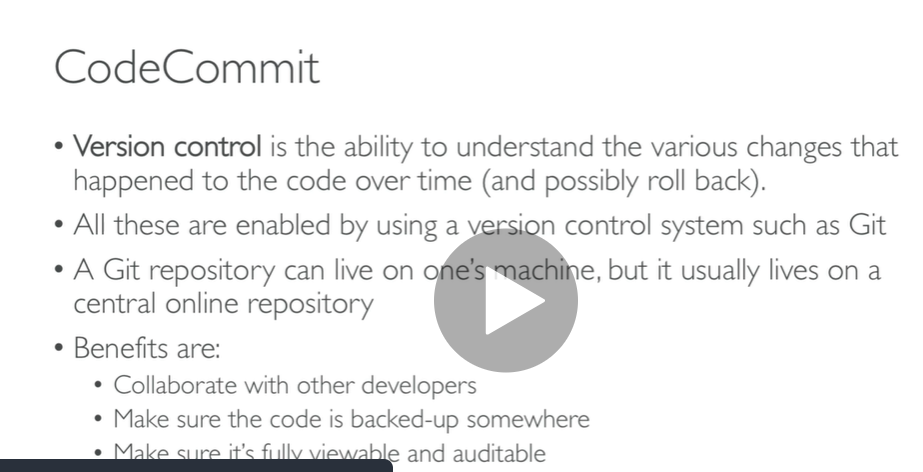 CodeCommit
• Version control is the ability to understand the various changes that
happened to the code over time (and possibly roll back).
• All these are enabled by using a version control system such as Git
• A Git repository can live on one's machine, but it usually lives on a
central online repository
• Benefits are:
• Collaborate with other developers
• Make sure the code is backed-up somewhere
• Make sure it's fully viewable and auditable